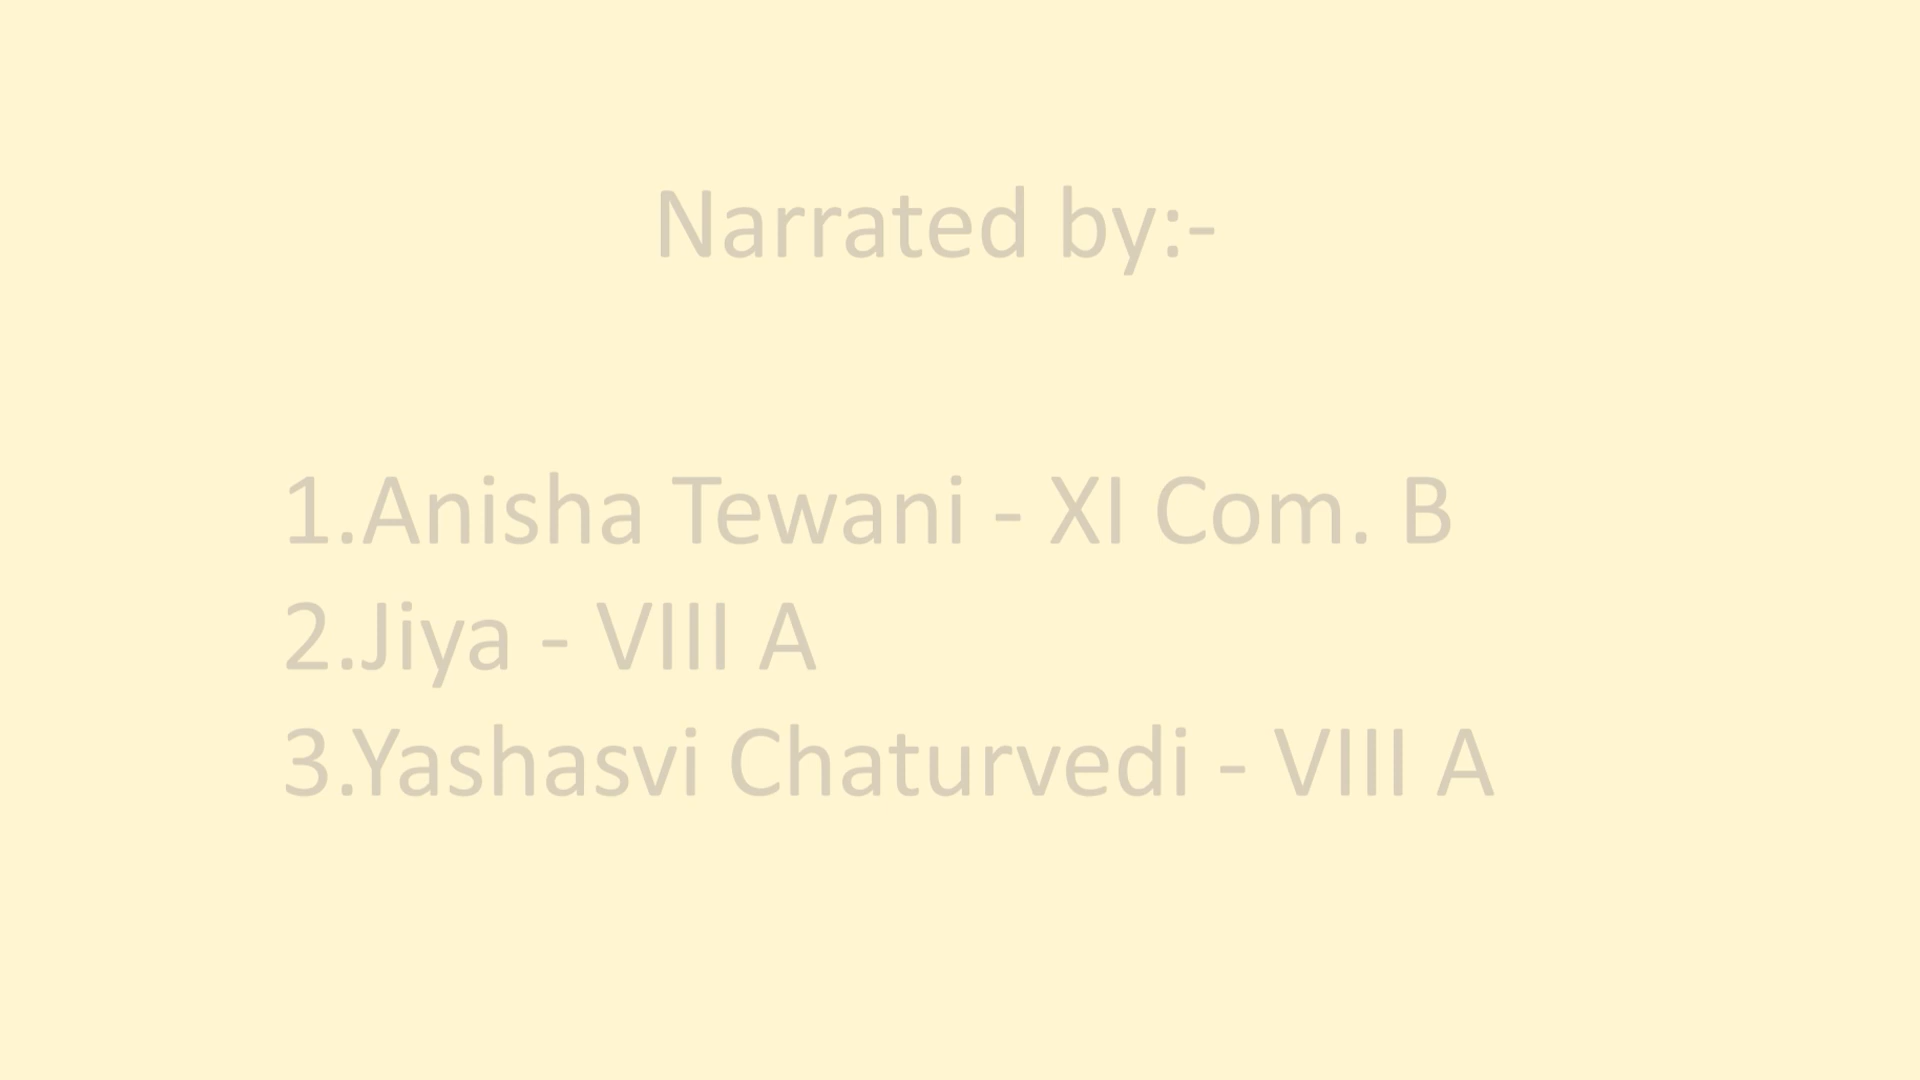 Narrated by:-
1.Anisha Tewani - XI Com. B
2.Jiya - VIII A
3.Yashasvi Chaturvedi - VIII A